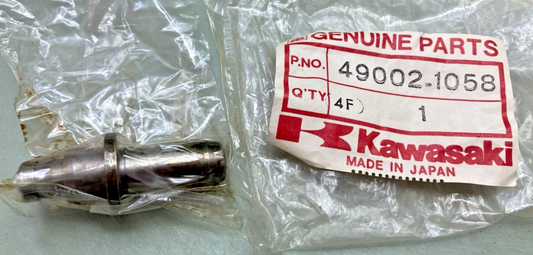 GENUINE PARTS
P.NO. 49002-1058
Q'TY 4F) 1
Kawasaki
MADE IN JAPAN